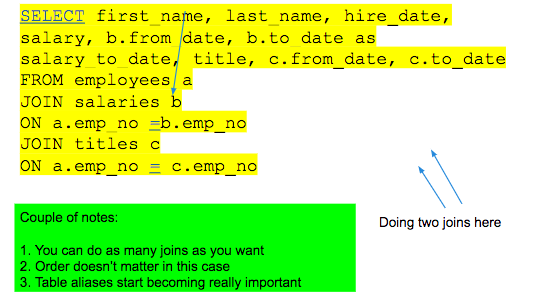 SELECT first_name, last_name, hire_date,
salary, b.from_date, b.to_date as
salary_to_date, title, c.from_date, c.to_date
FROM employees a
JOIN salaries b
ON a.emp_no =b.emp_no
JOIN titles c
ON a.emp_no = c.emp_no
Couple of notes:
1. You can do as many joins as you want
2. Order doesn't matter in this case
3. Table aliases start becoming really important
Doing two joins here